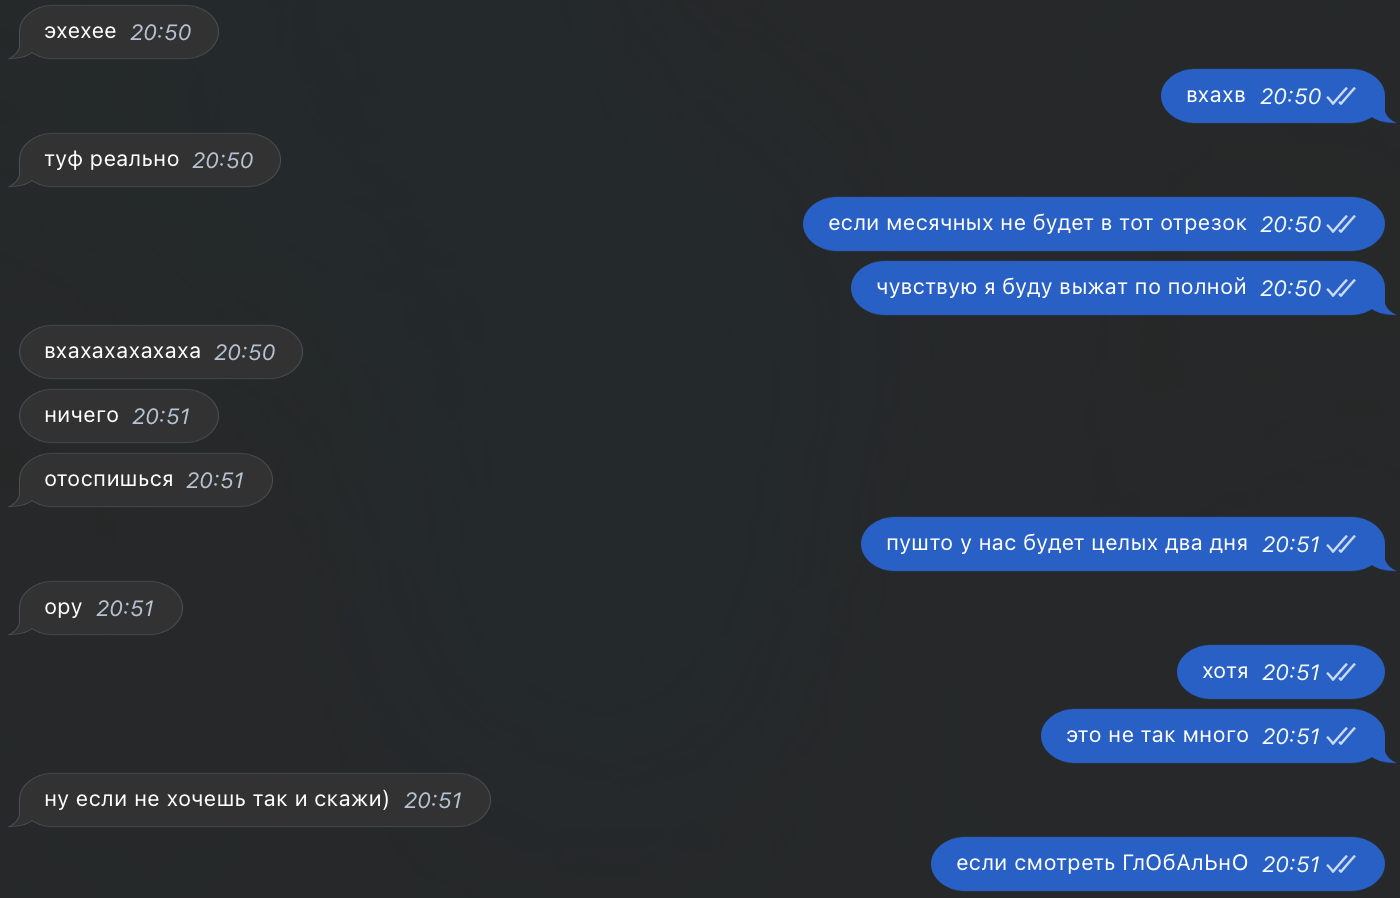 эхехее 20:50
вхахв 20:50
туф реально 20:50
если месячных не будет в тот отрезок 20:50
чувствую я буду выжат по полной 20:50
вхахахахахаха 20:50
ничего 20:51
отоспишься 20:51
пушто у нас будет целых два дня 20:51
ору 20:51
хотя 20:51
это не так много 20:51
ну если не хочешь так и скажи) 20:51
если смотреть ГлОбАлЬнО 20:51